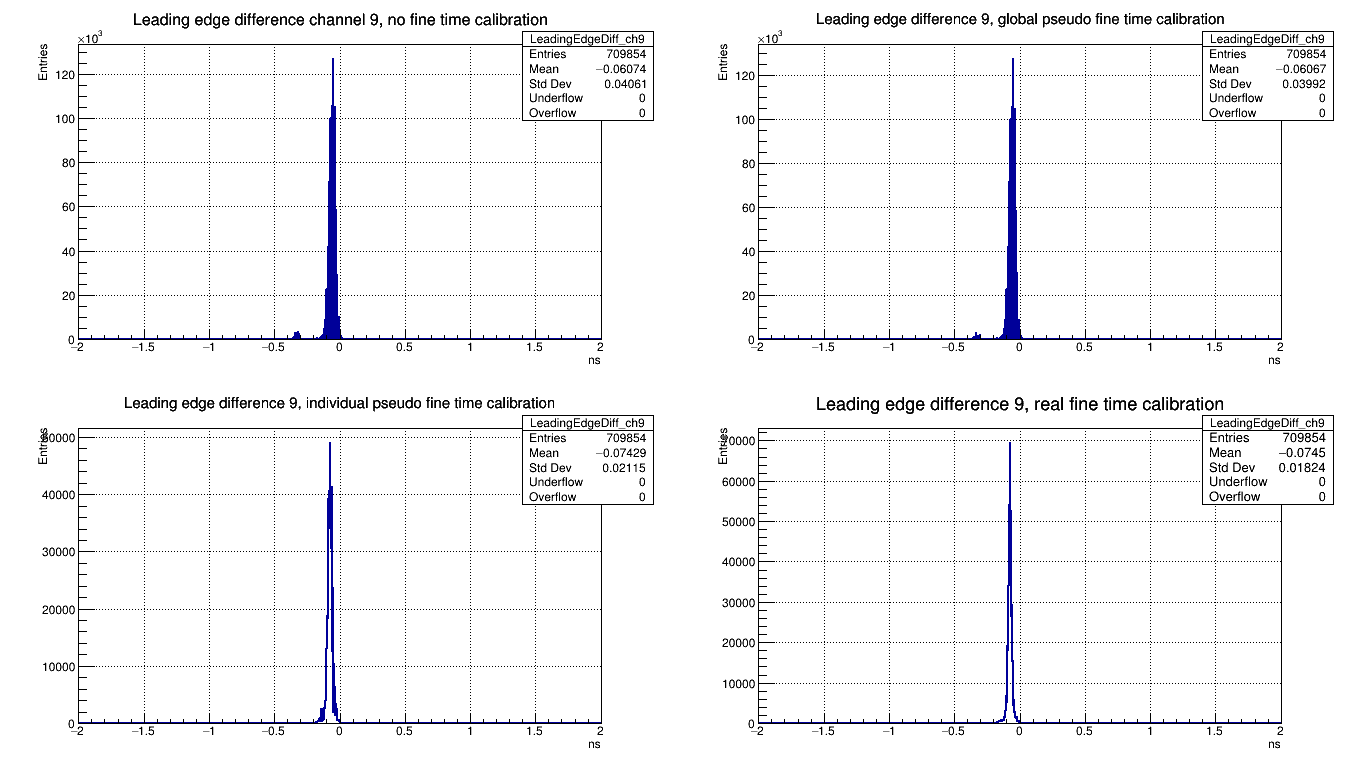 Leading edge difference channel 9, no fine time calibration
×10³
Entries
LeadingEdgeDiff_ch9
Entries 709854
Mean −0.06074
Std Dev 0.04061
Underflow 0
Overflow 0
120
100
80
60
40
20
0
−2 −1.5 −1 −0.5 0 0.5 1 1.5 2
ns
Leading edge difference 9, global pseudo fine time calibration
×10³
Entries
LeadingEdgeDiff_ch9
Entries 709854
Mean −0.06067
Std Dev 0.03992
Underflow 0
Overflow 0
120
100
80
60
40
20
0
−2 −1.5 −1 −0.5 0 0.5 1 1.5 2
ns
Leading edge difference 9, individual pseudo fine time calibration
Entries
LeadingEdgeDiff_ch9
Entries 709854
Mean −0.07429
Std Dev 0.02115
Underflow 0
Overflow 0
50000
40000
30000
20000
10000
0
−2 −1.5 −1 −0.5 0 0.5 1 1.5 2
ns
Leading edge difference 9, real fine time calibration
Entries
LeadingEdgeDiff_ch9
Entries 709854
Mean −0.0745
Std Dev 0.01824
Underflow 0
Overflow 0
70000
60000
50000
40000
30000
20000
10000
0
−2 −1.5 −1 −0.5 0 0.5 1 1.5 2
ns